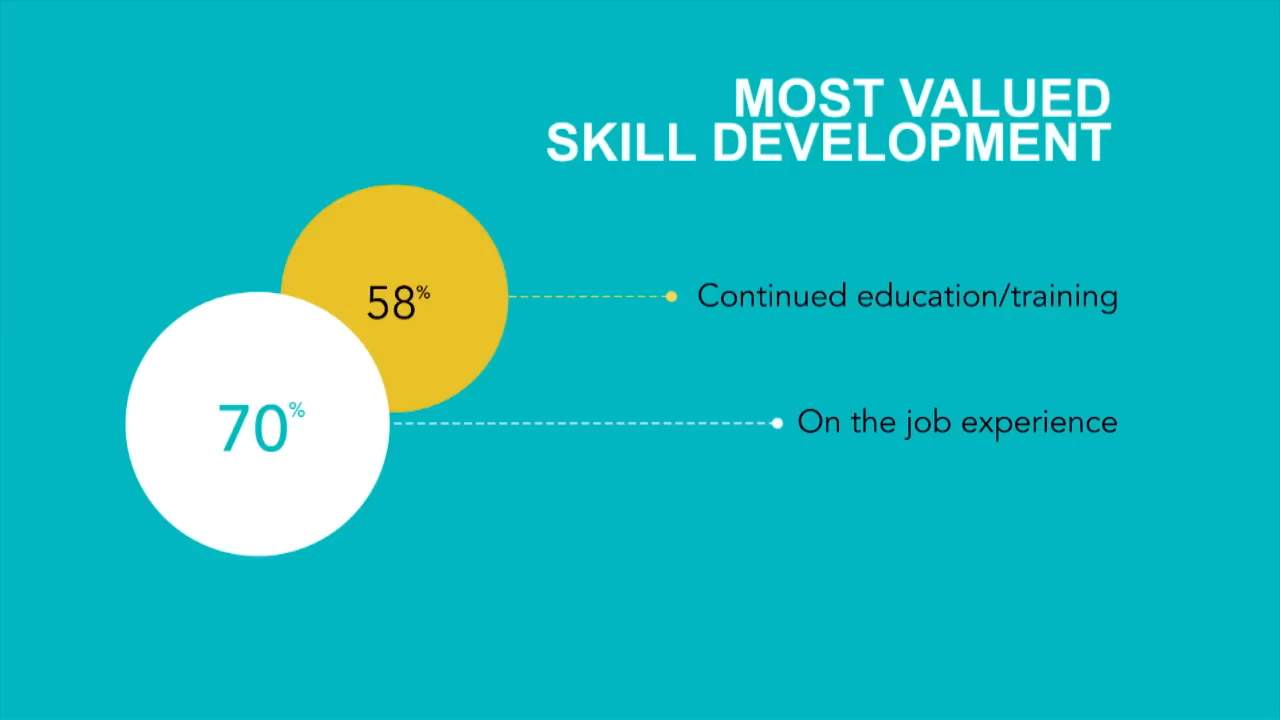 MOST VALUED
SKILL DEVELOPMENT
58%
Continued education/training
70%
On the job experience